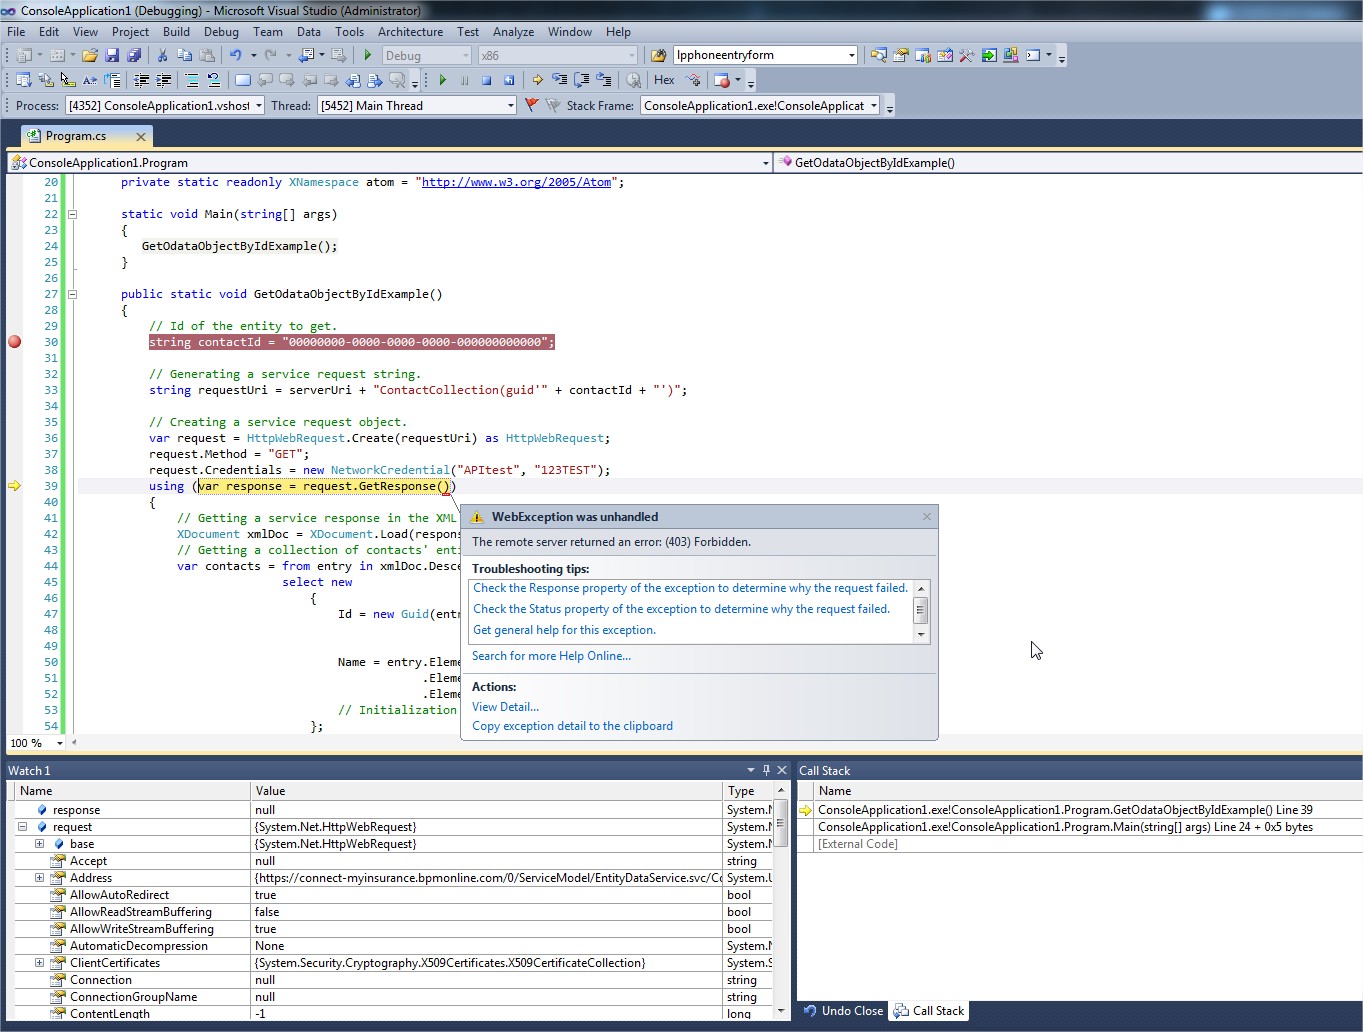 ConsoleApplication1 (Debugging) - Microsoft Visual Studio (Administrator)
File Edit View Project Build Debug Team Data Tools Architecture Test Analyze Window Help
Debug x86 lpphoneentryform
Hex
Process: [4352] ConsoleApplication1.vshost Thread: [5452] Main Thread Stack Frame: ConsoleApplication1.exe!ConsoleApplicat
Program.cs
ConsoleApplication1.Program GetOdataObjectByIdExample()
20 private static readonly XNamespace atom = "http://www.w3.org/2005/Atom";
21
22 static void Main(string[] args)
23 {
24 GetOdataObjectByIdExample();
25 }
26
27 public static void GetOdataObjectByIdExample()
28 {
29 // Id of the entity to get.
30 string contactId = "00000000-0000-0000-0000-000000000000";
31
32 // Generating a service request string.
33 string requestUri = serverUri + "ContactCollection(guid'" + contactId + "')";
34
35 // Creating a service request object.
36 var request = HttpWebRequest.Create(requestUri) as HttpWebRequest;
37 request.Method = "GET";
38 request.Credentials = new NetworkCredential("APItest", "123TEST");
39 using (var response = request.GetResponse())
40 {
41 // Getting a service response in the XML
42 XDocument xmlDoc = XDocument.Load(respons
43 // Getting a collection of contacts' enti
44 var contacts = from entry in xmlDoc.Desce
45 select new
46 {
47 Id = new Guid(entr
48
49
50 Name = entry.Eleme
51 .Eleme
52 .Eleme
53 // Initialization
54 };
WebException was unhandled
The remote server returned an error: (403) Forbidden.
Troubleshooting tips:
Check the Response property of the exception to determine why the request failed.
Check the Status property of the exception to determine why the request failed.
Get general help for this exception.
Search for more Help Online...
Actions:
View Detail...
Copy exception detail to the clipboard
100 %
Watch 1
Name Value Type
response null System.N
request {System.Net.HttpWebRequest} System.N
base {System.Net.HttpWebRequest} System.N
Accept null string
Address {https://connect-myinsurance.bpmonline.com/0/ServiceModel/EntityDataService.svc/Co System.U
AllowAutoRedirect true bool
AllowReadStreamBuffering false bool
AllowWriteStreamBuffering true bool
AutomaticDecompression None System.N
ClientCertificates {System.Security.Cryptography.X509Certificates.X509CertificateCollection} System.S
Connection null string
ConnectionGroupName null string
ContentLength -1 long
Call Stack
Name
ConsoleApplication1.exe!ConsoleApplication1.Program.GetOdataObjectByIdExample() Line 39
ConsoleApplication1.exe!ConsoleApplication1.Program.Main(string[] args) Line 24 + 0x5 bytes
[External Code]
Undo Close Call Stack